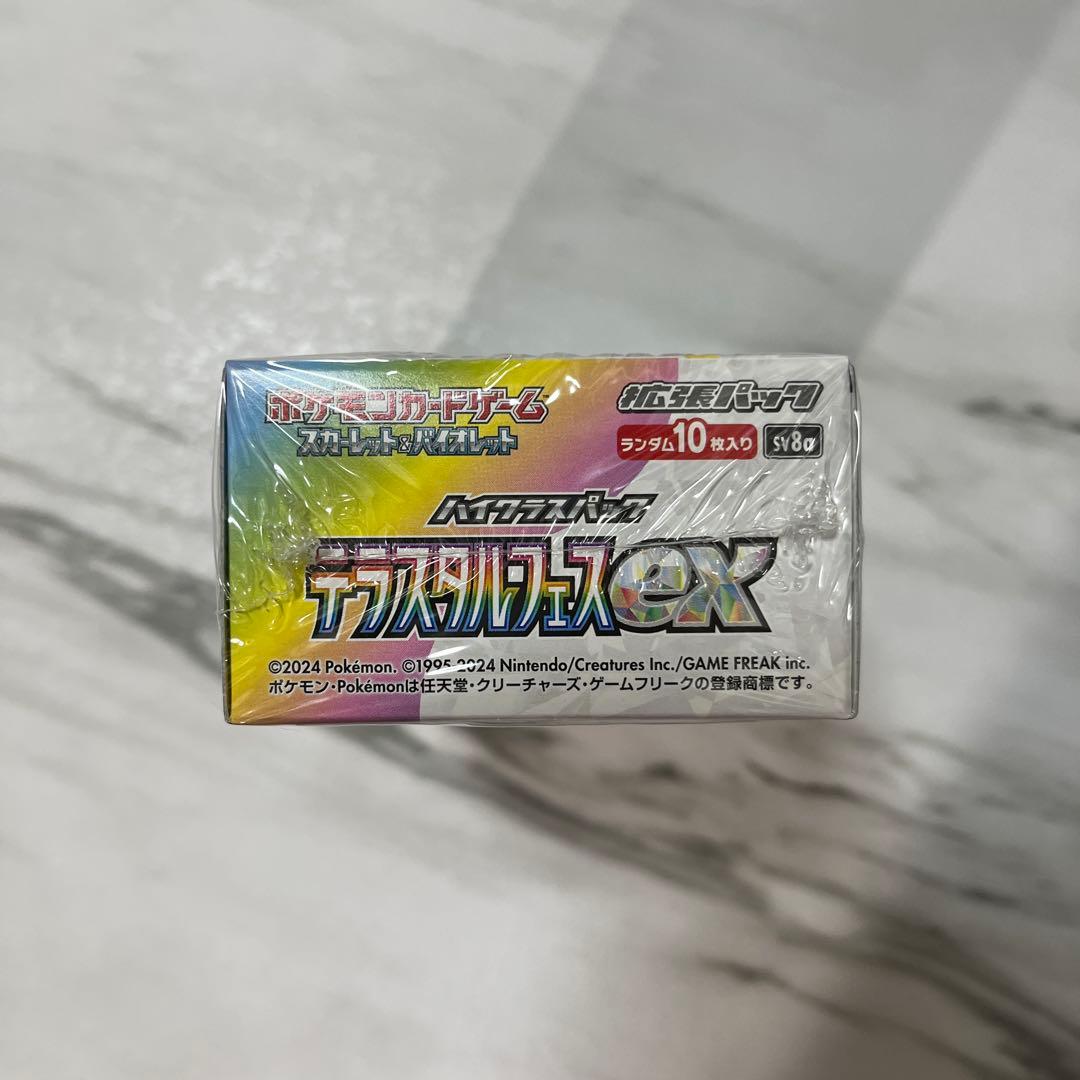 ポケモンカードゲーム
スカーレット&バイオレット
拡張パック
ランダム10枚入り SV8a
ハイクラスパック
テラスタル・フェスex
©2024 Pokémon. ©1995-2024 Nintendo/Creatures Inc./GAME FREAK inc.
ポケモン・Pokémonは任天堂・クリーチャーズ・ゲームフリークの登録商標です。